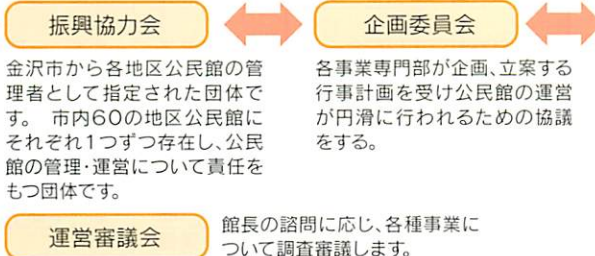 振興協力会
金沢市から各地区公民館の管
理者として指定された団体で
す。　市内60の地区公民館に
それぞれ1つずつ存在し、公民
館の管理・運営について責任を
もつ団体です。
企画委員会
各事業専門部が企画、立案する
行事計画を受け公民館の運営
が円滑に行われるための協議
をする。
運営審議会
館長の諮問に応じ、各種事業に
ついて調査審議します。